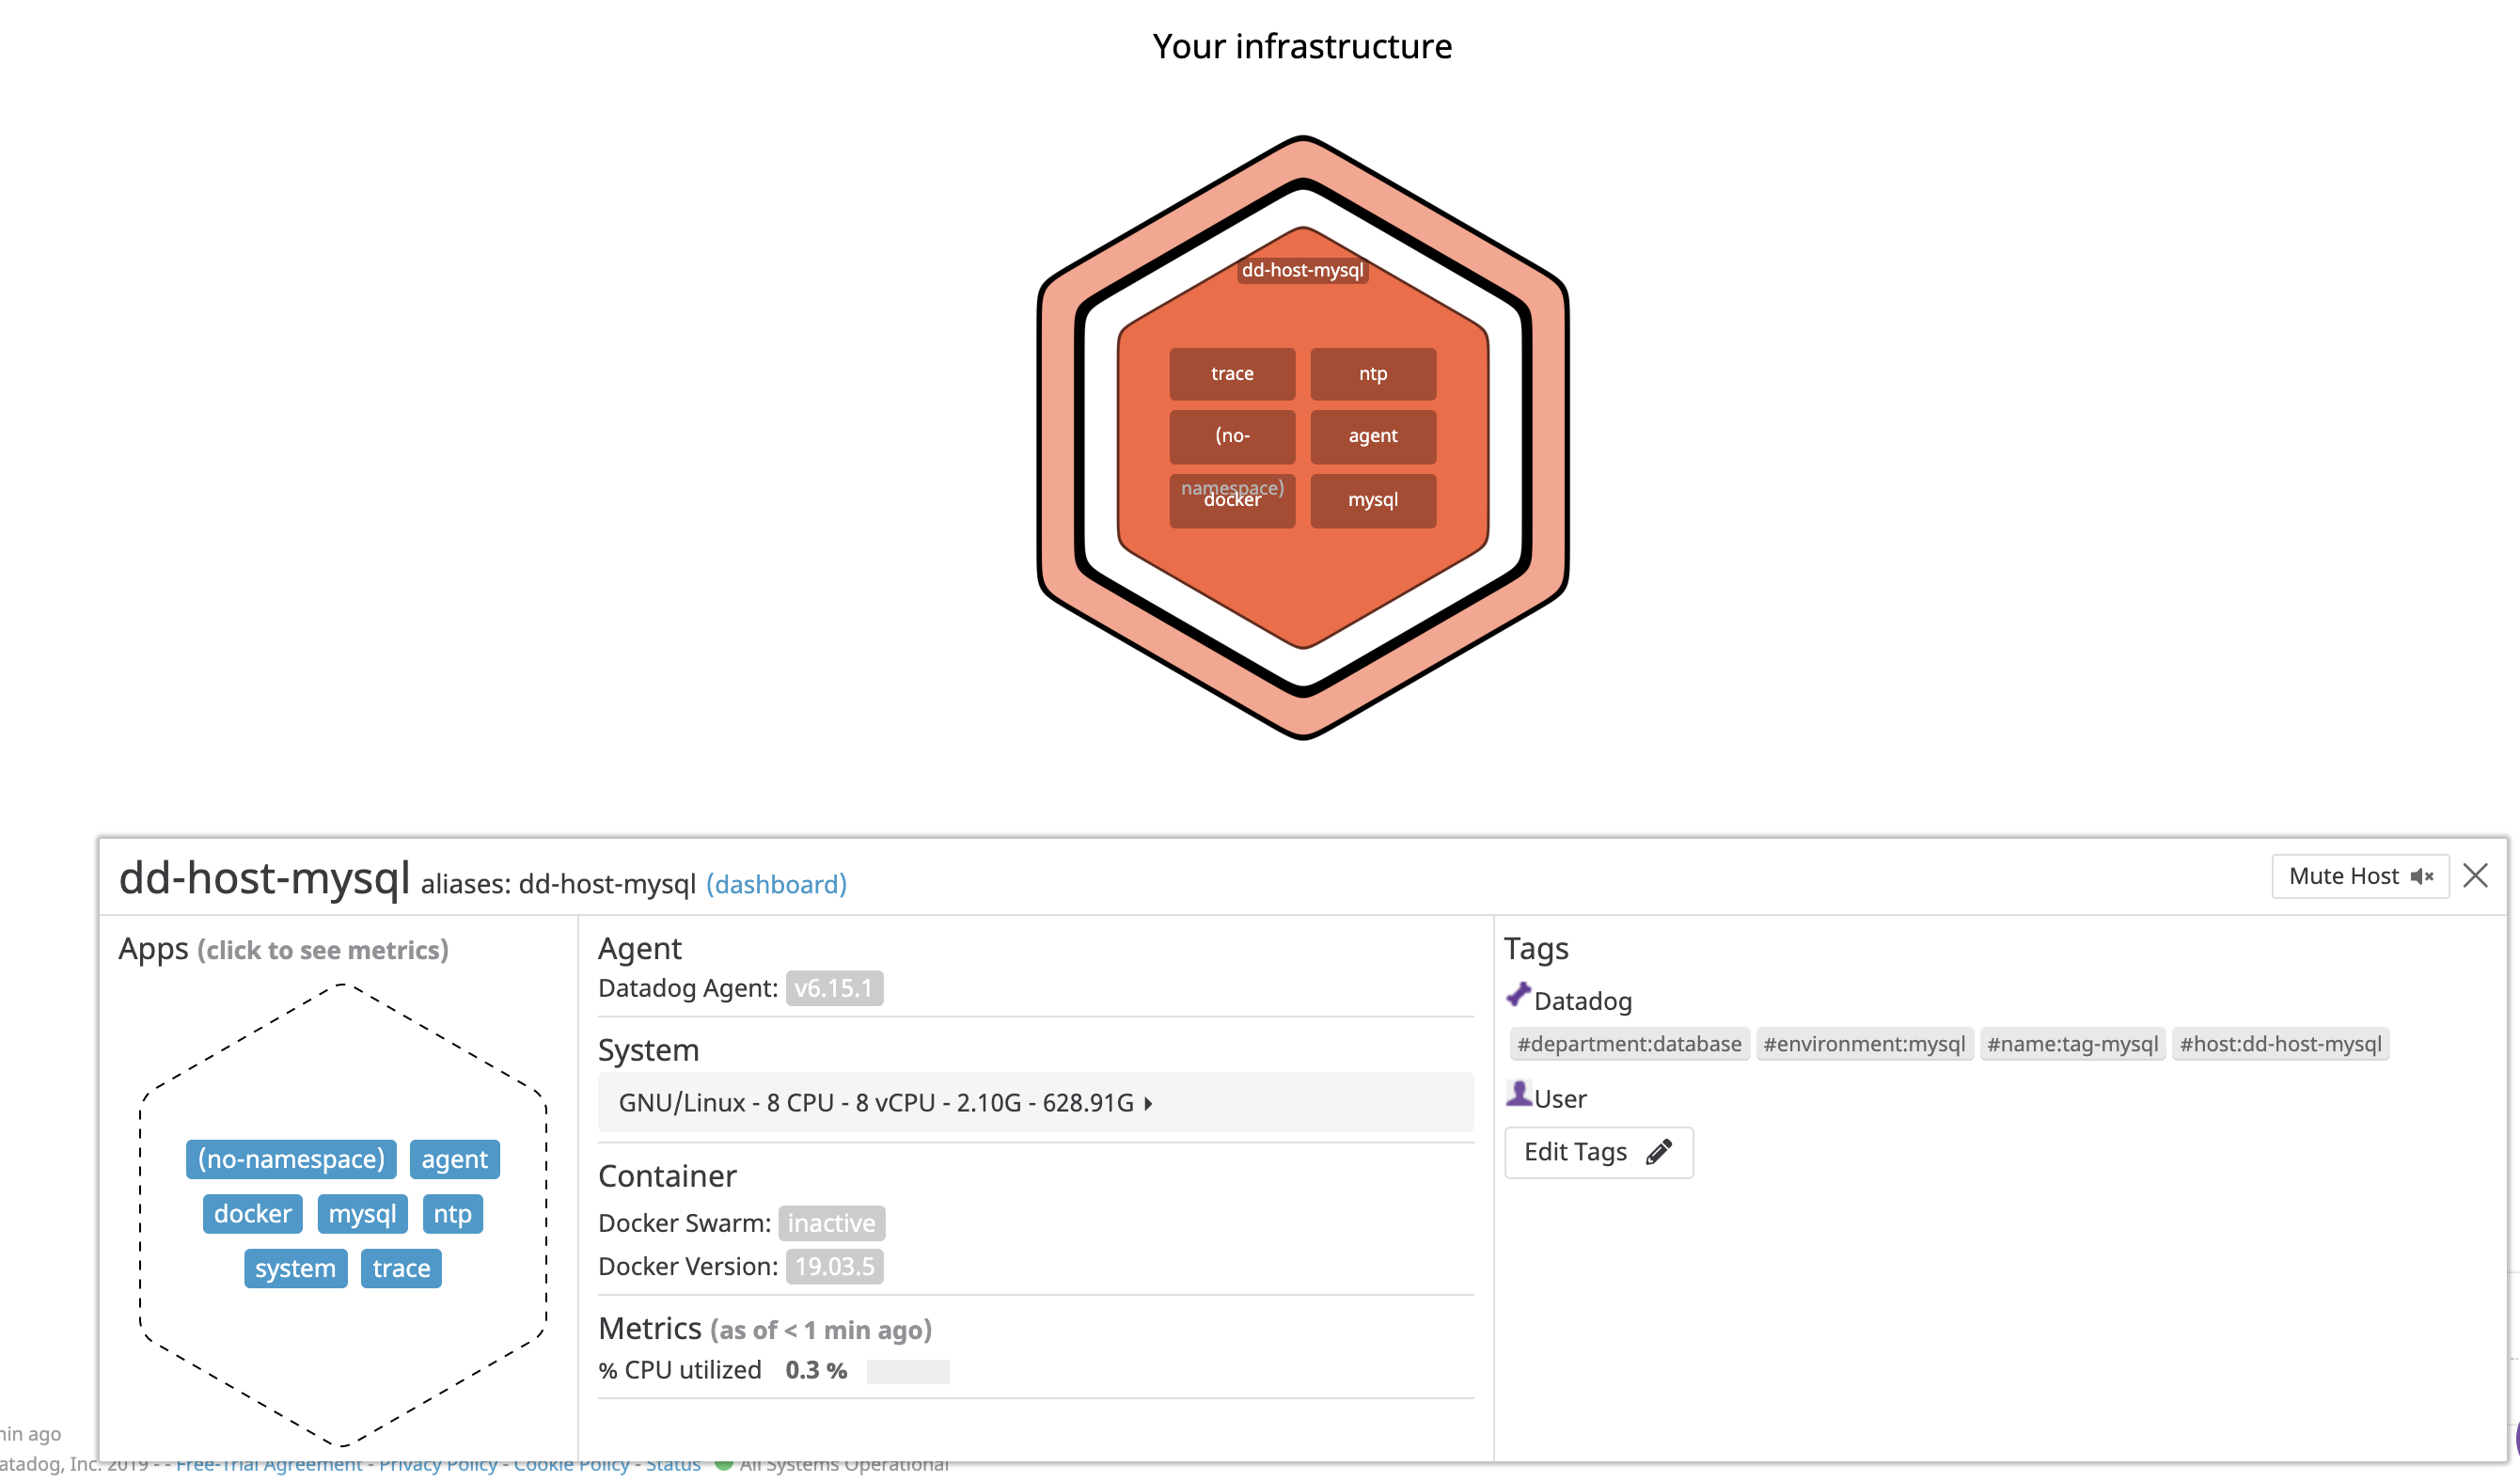 Your infrastructure
dd-host-mysql
trace ntp
(no- agent
namespace)
docker mysql
dd-host-mysql aliases: dd-host-mysql (dashboard)
Mute Host
Apps (click to see metrics)
(no-namespace) agent
docker mysql ntp
system trace
Agent
Datadog Agent: v6.15.1
System
GNU/Linux - 8 CPU - 8 vCPU - 2.10G - 628.91G
Container
Docker Swarm: inactive
Docker Version: 19.03.5
Metrics (as of < 1 min ago)
% CPU utilized 0.3 %
Tags
Datadog
#department:database #environment:mysql #name:tag-mysql #host:dd-host-mysql
User
Edit Tags
in ago
atadog, Inc. 2019 - - Free-Trial Agreement - Privacy Policy - Cookie Policy - Status All Systems Operational